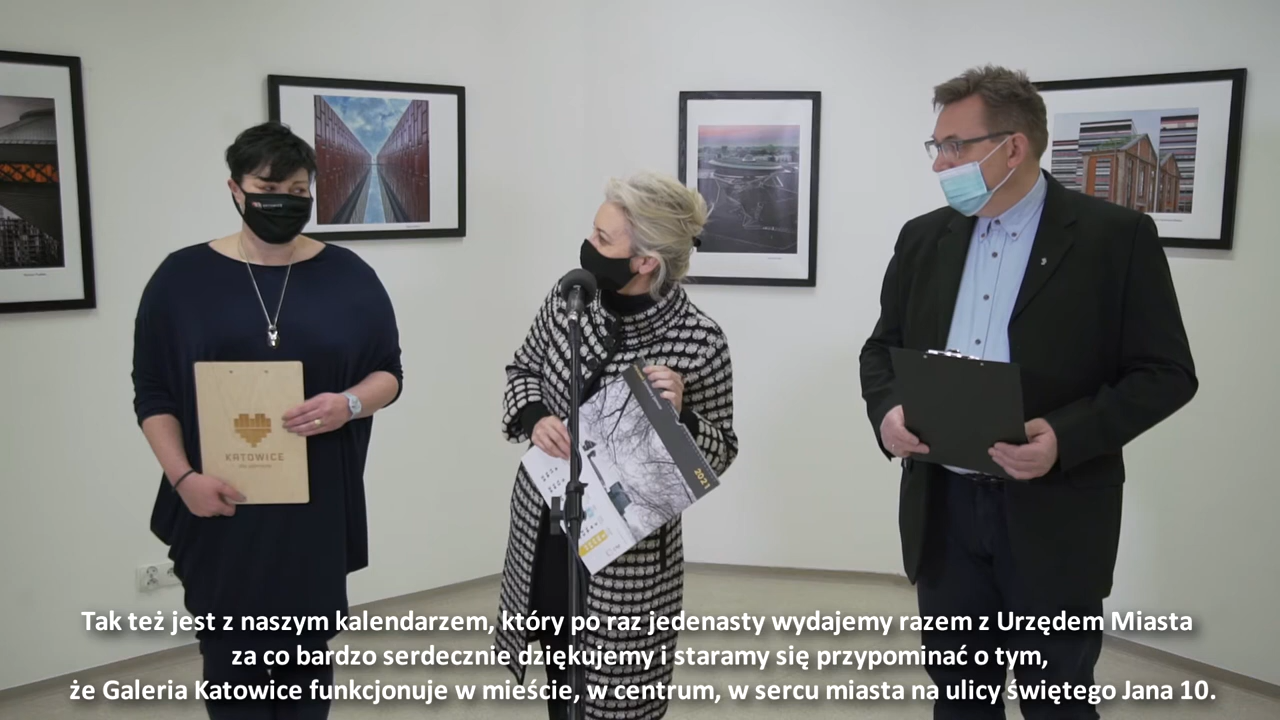 KATOWICE
2021
Tak też jest z naszym kalendarzem, który po raz jedenasty wydajemy razem z Urzędem Miasta
za co bardzo serdecznie dziękujemy i staramy się przypominać o tym,
że Galeria Katowice funkcjonuje w mieście, w centrum, w sercu miasta na ulicy świętego Jana 10.